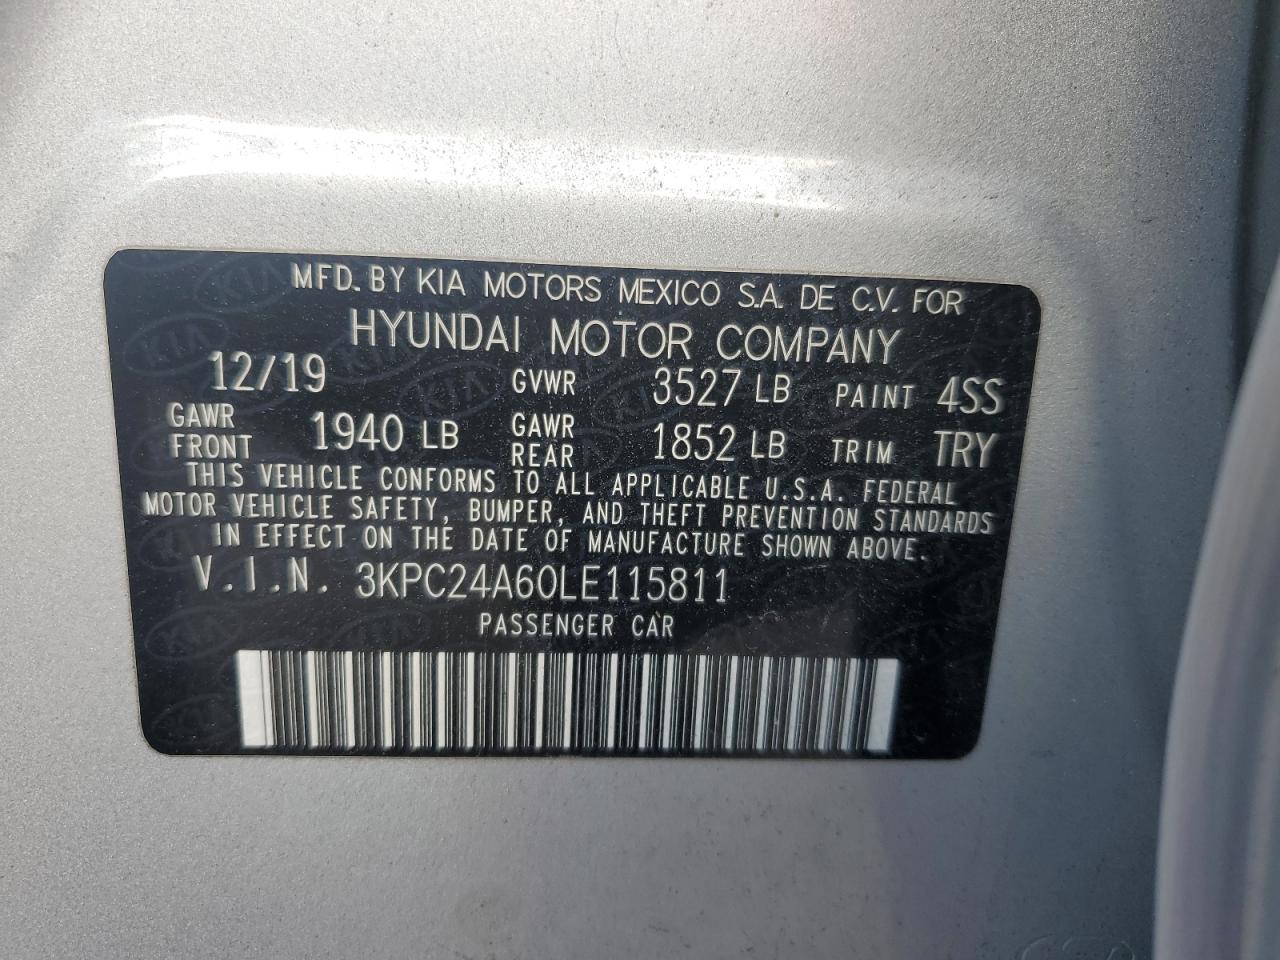 MFD. BY KIA MOTORS MEXICO S.A. DE C.V. FOR
HYUNDAI MOTOR COMPANY
12/19 GVWR 3527 LB PAINT 4SS
GAWR FRONT 1940 LB GAWR REAR 1852 LB TRIM TRY
THIS VEHICLE CONFORMS TO ALL APPLICABLE U.S.A. FEDERAL
MOTOR VEHICLE SAFETY, BUMPER, AND THEFT PREVENTION STANDARDS
IN EFFECT ON THE DATE OF MANUFACTURE SHOWN ABOVE.
V.I.N. 3KPC24A60LE115811
PASSENGER CAR